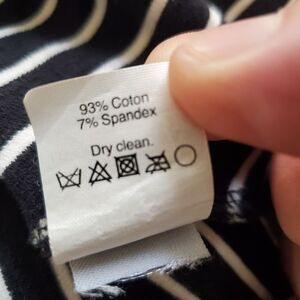 93% Coton
7% Spandex
Dry clean.